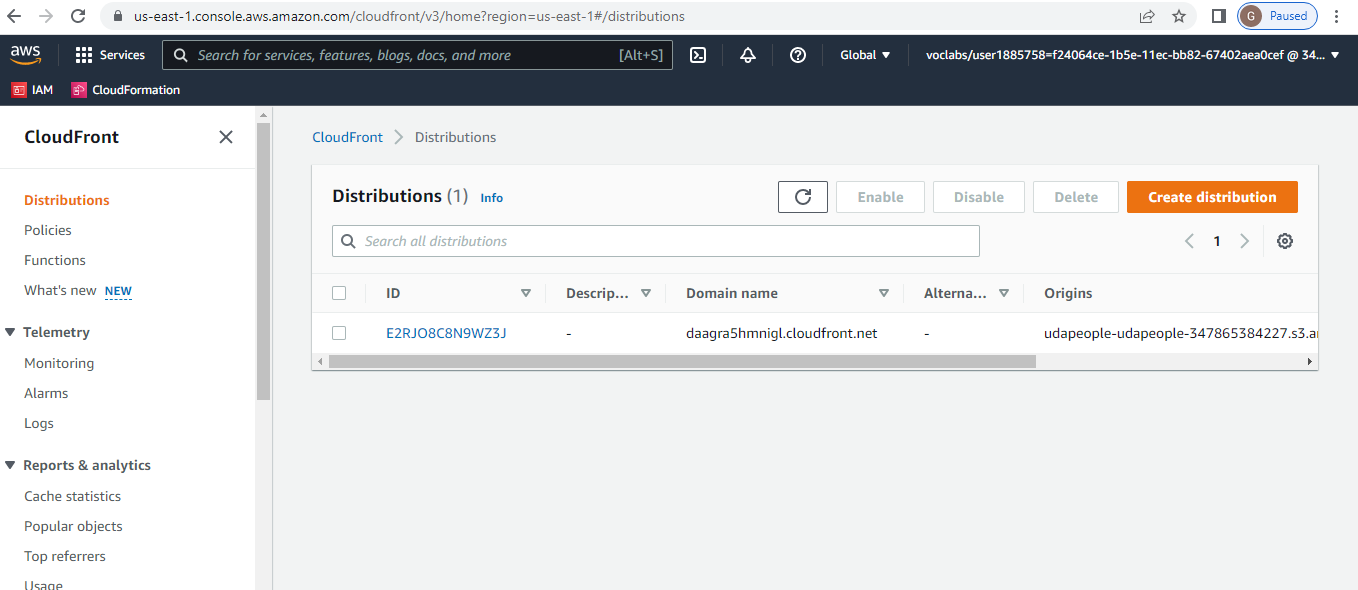 us-east-1.console.aws.amazon.com/cloudfront/v3/home?region=us-east-1#/distributions
G Paused
aws
Services
Search for services, features, blogs, docs, and more [Alt+S]
Global
voclabs/user1885758=f24064ce-1b5e-11ec-bb82-67402aea0cef @ 34...
IAM
CloudFormation
CloudFront
Distributions
Policies
Functions
What's new NEW
Telemetry
Monitoring
Alarms
Logs
Reports & analytics
Cache statistics
Popular objects
Top referrers
Usage
CloudFront > Distributions
Distributions (1) Info
Enable
Disable
Delete
Create distribution
Search all distributions
1
ID Descrip... Domain name Alterna... Origins
E2RJO8C8N9WZ3J - daagra5hmnigl.cloudfront.net - udapeople-udapeople-347865384227.s3.a